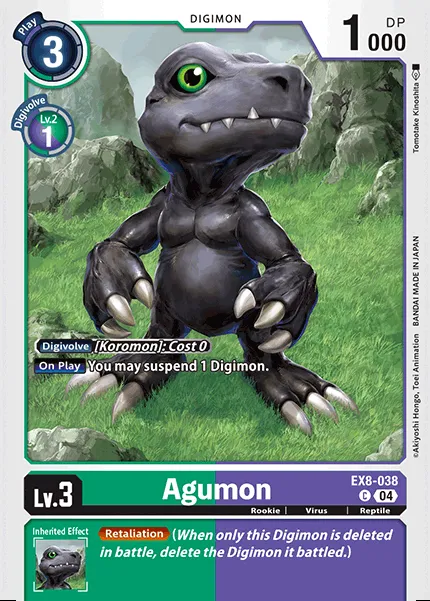 DIGIMON
Play
3
1000
DP
Digivolve
Lv.2
1
Tomotake Kinoshita
Digivolve [Koromon]: Cost 0
On Play You may suspend 1 Digimon.
©Akiyoshi Hongo, Toei Animation BANDAI MADE IN JAPAN
Lv.3
Agumon
EX8-038
C 04
Rookie | Virus | Reptile
Inherited Effect
Retaliation (When only this Digimon is deleted
in battle, delete the Digimon it battled.)